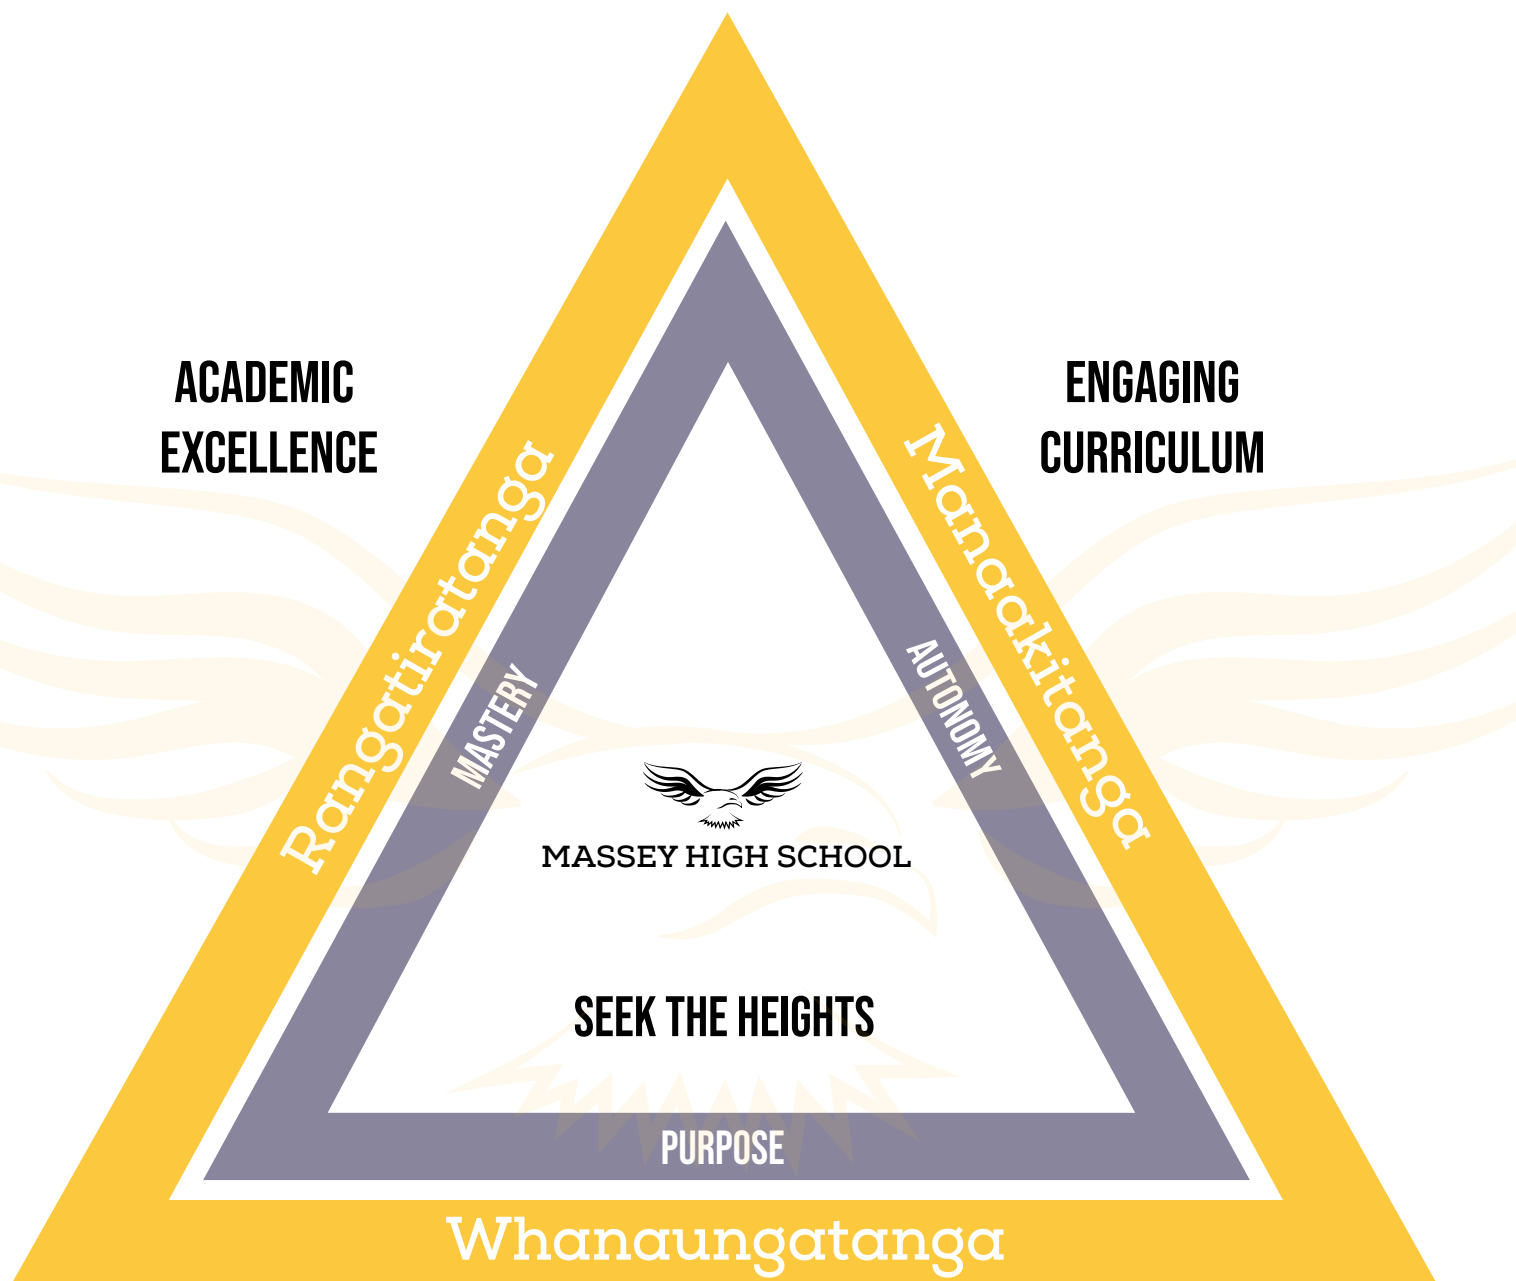 ACADEMIC
EXCELLENCE
ENGAGING
CURRICULUM
Rangatiratanga
Manaakitanga
MASTERY
AUTONOMY
MASSEY HIGH SCHOOL
SEEK THE HEIGHTS
PURPOSE
Whanaungatanga